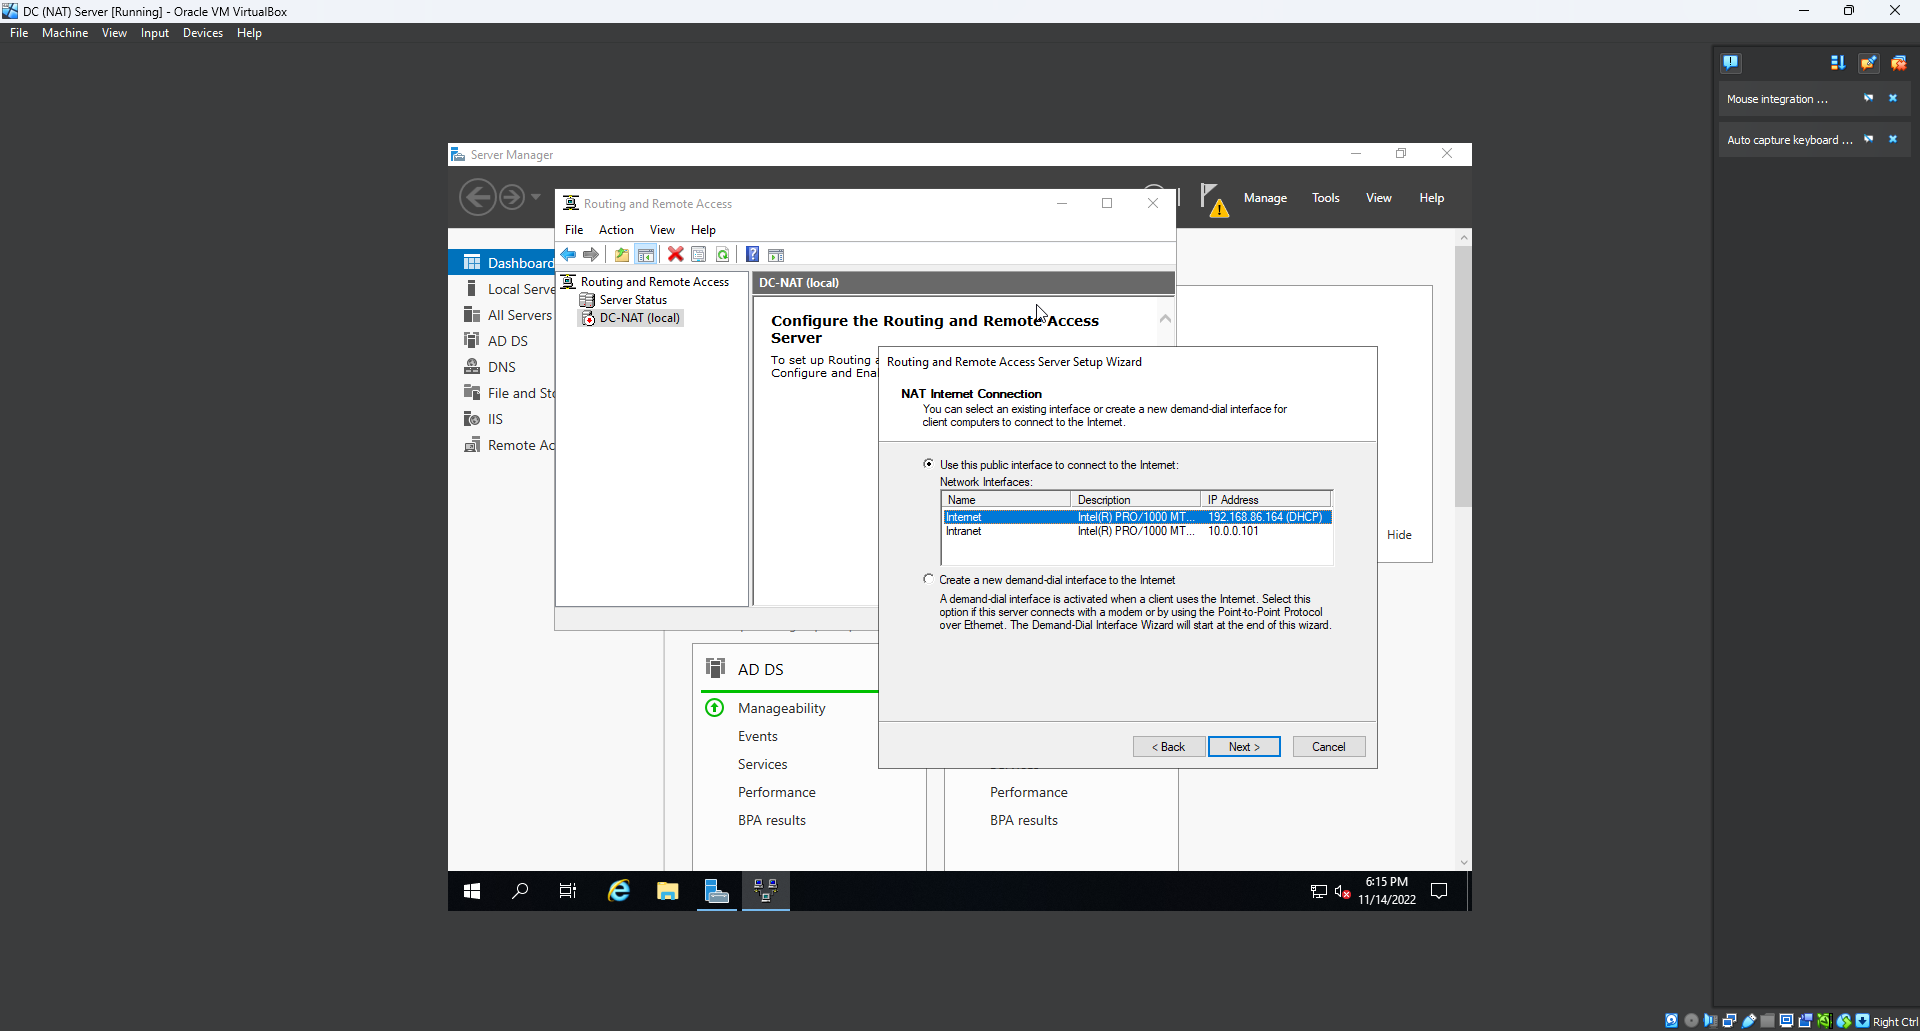 DC (NAT) Server [Running] - Oracle VM VirtualBox
File Machine View Input Devices Help
Mouse integration ...
Auto capture keyboard ...
Server Manager
Manage Tools View Help
Routing and Remote Access
File Action View Help
Dashboard
Local Serve
All Servers
AD DS
DNS
File and Sto
IIS
Remote Ac
Routing and Remote Access
Server Status
DC-NAT (local)
DC-NAT (local)
Configure the Routing and Remote Access
Server
To set up Routing a
Configure and Enal
Routing and Remote Access Server Setup Wizard
NAT Internet Connection
You can select an existing interface or create a new demand-dial interface for
client computers to connect to the Internet.
Use this public interface to connect to the Internet:
Network Interfaces:
Name Description IP Address
Internet Intel(R) PRO/1000 MT... 192.168.86.164 (DHCP)
Intranet Intel(R) PRO/1000 MT... 10.0.0.101
Create a new demand-dial interface to the Internet
A demand-dial interface is activated when a client uses the Internet. Select this
option if this server connects with a modem or by using the Point-to-Point Protocol
over Ethernet. The Demand-Dial Interface Wizard will start at the end of this wizard.
< Back Next > Cancel
Hide
AD DS
Manageability
Events
Services
Performance
BPA results
Performance
BPA results
6:15 PM
11/14/2022
Right Ctrl